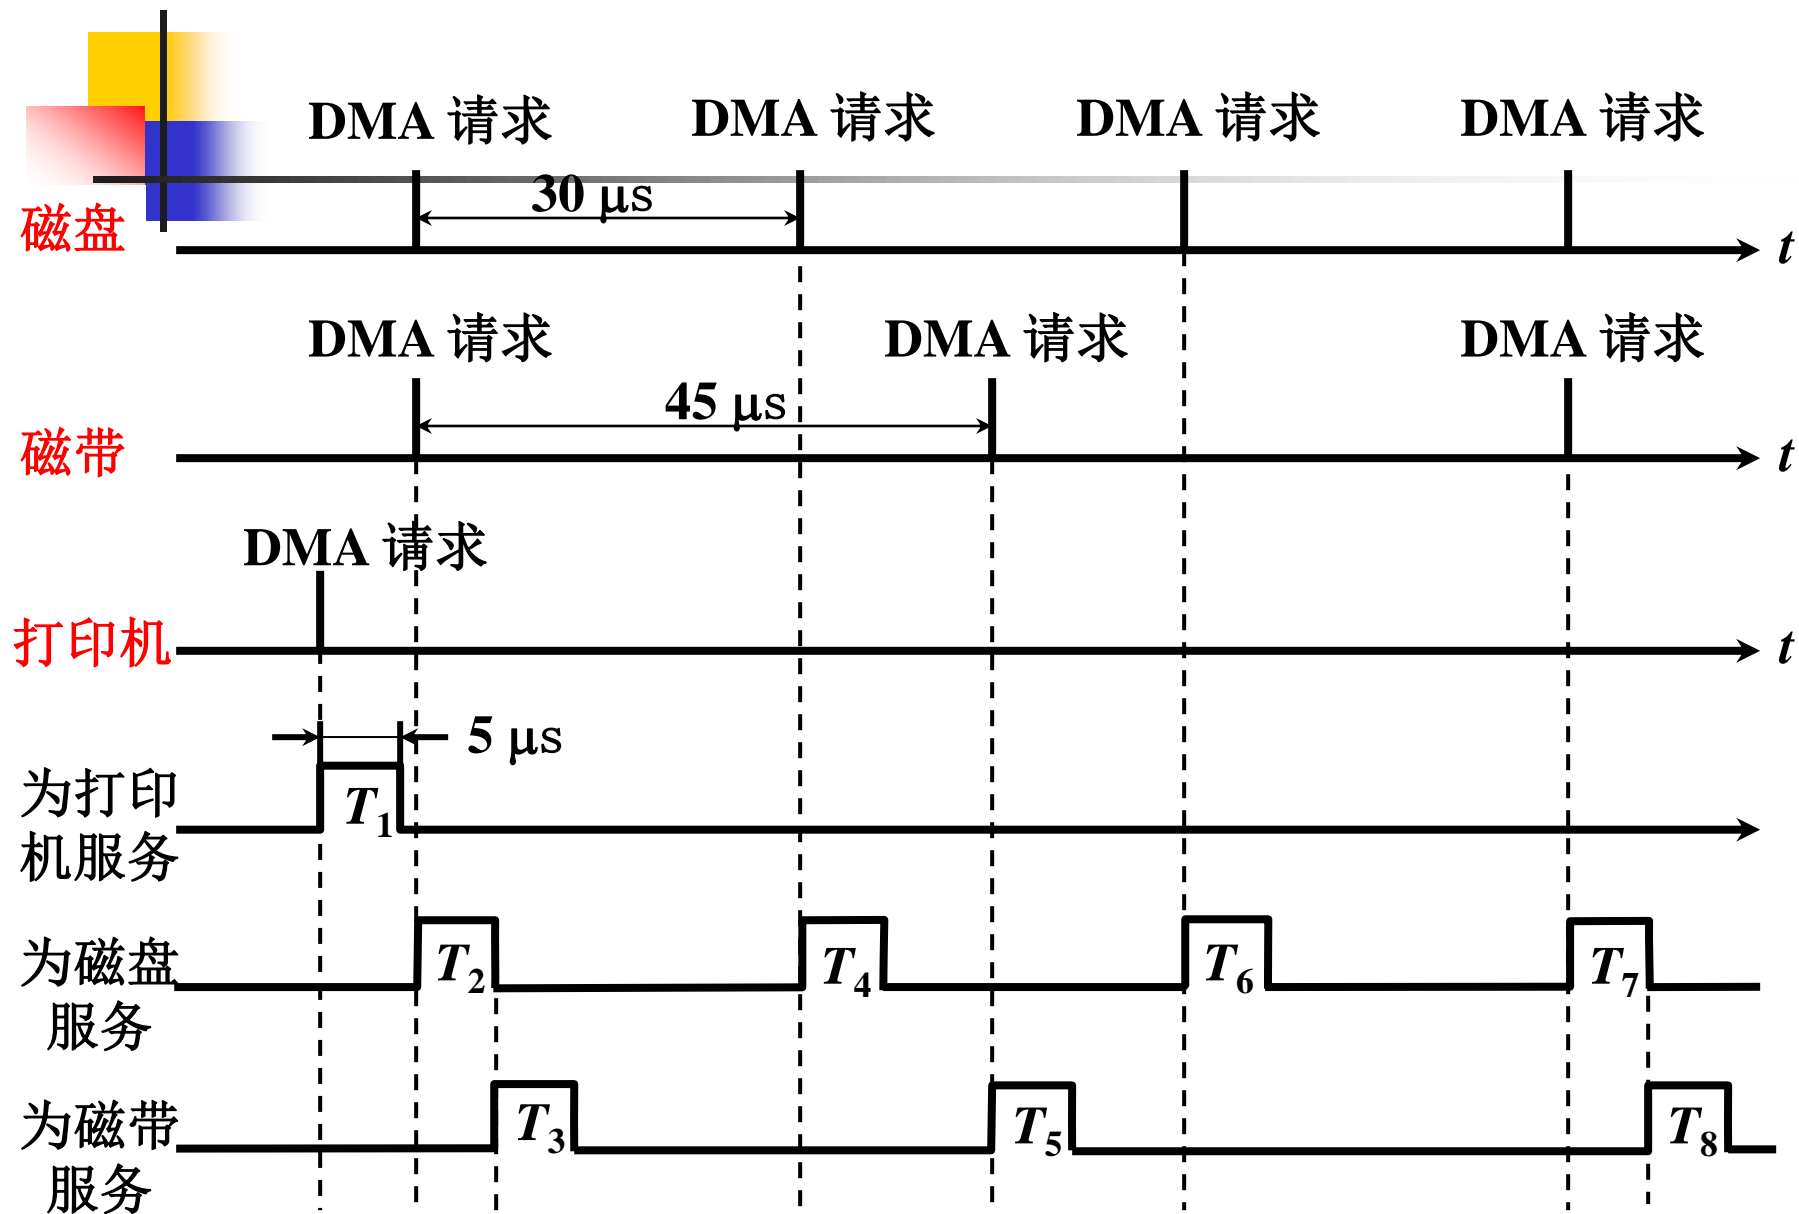 DMA 请求 DMA 请求 DMA 请求 DMA 请求
30 μs
磁盘
t
DMA 请求 DMA 请求 DMA 请求
45 μs
磁带
t
DMA 请求
打印机
t
5 μs
为打印
机服务
T1
为磁盘
服务
T2 T4 T6 T7
为磁带
服务
T3 T5 T8